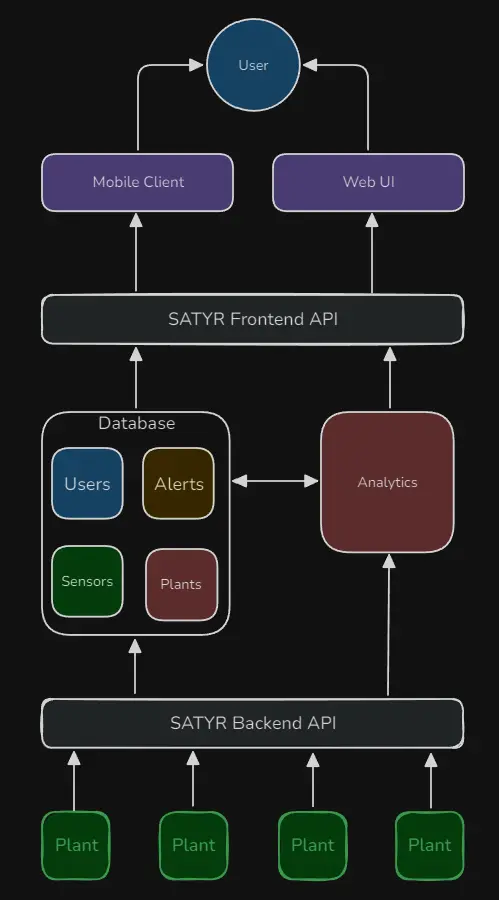 User
Mobile Client
Web UI
SATYR Frontend API
Database
Users
Alerts
Analytics
Sensors
Plants
SATYR Backend API
Plant
Plant
Plant
Plant